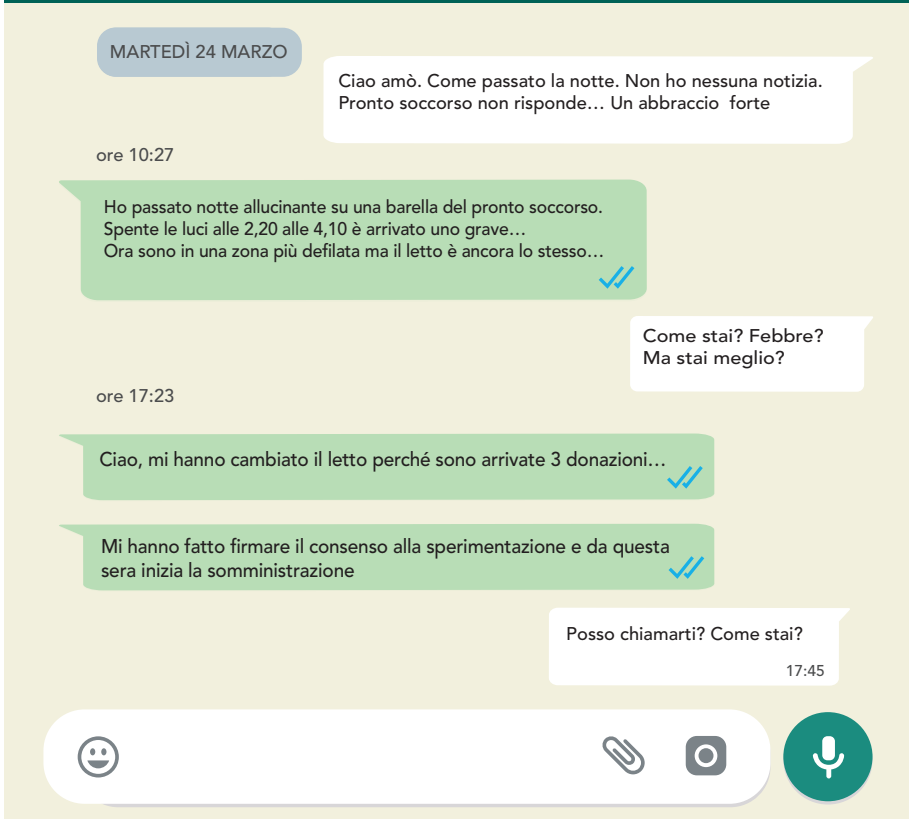 MARTEDÌ 24 MARZO
Ciao amò. Come passato la notte. Non ho nessuna notizia.
Pronto soccorso non risponde… Un abbraccio forte
ore 10:27
Ho passato notte allucinante su una barella del pronto soccorso.
Spente le luci alle 2,20 alle 4,10 è arrivato uno grave…
Ora sono in una zona più defilata ma il letto è ancora lo stesso…
Come stai? Febbre?
Ma stai meglio?
ore 17:23
Ciao, mi hanno cambiato il letto perché sono arrivate 3 donazioni…
Mi hanno fatto firmare il consenso alla sperimentazione e da questa
sera inizia la somministrazione
Posso chiamarti? Come stai?
17:45